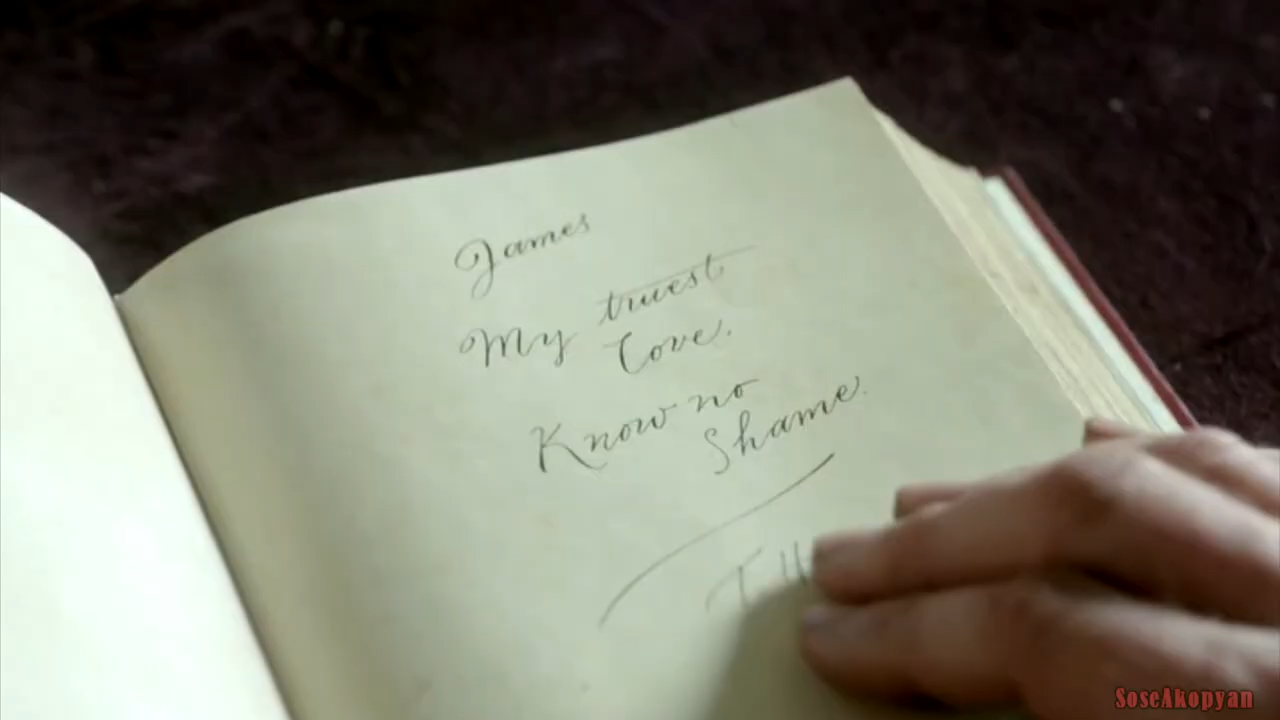 James
My truest
love.
Know no
Shame.
T.H
SoseAkopyan